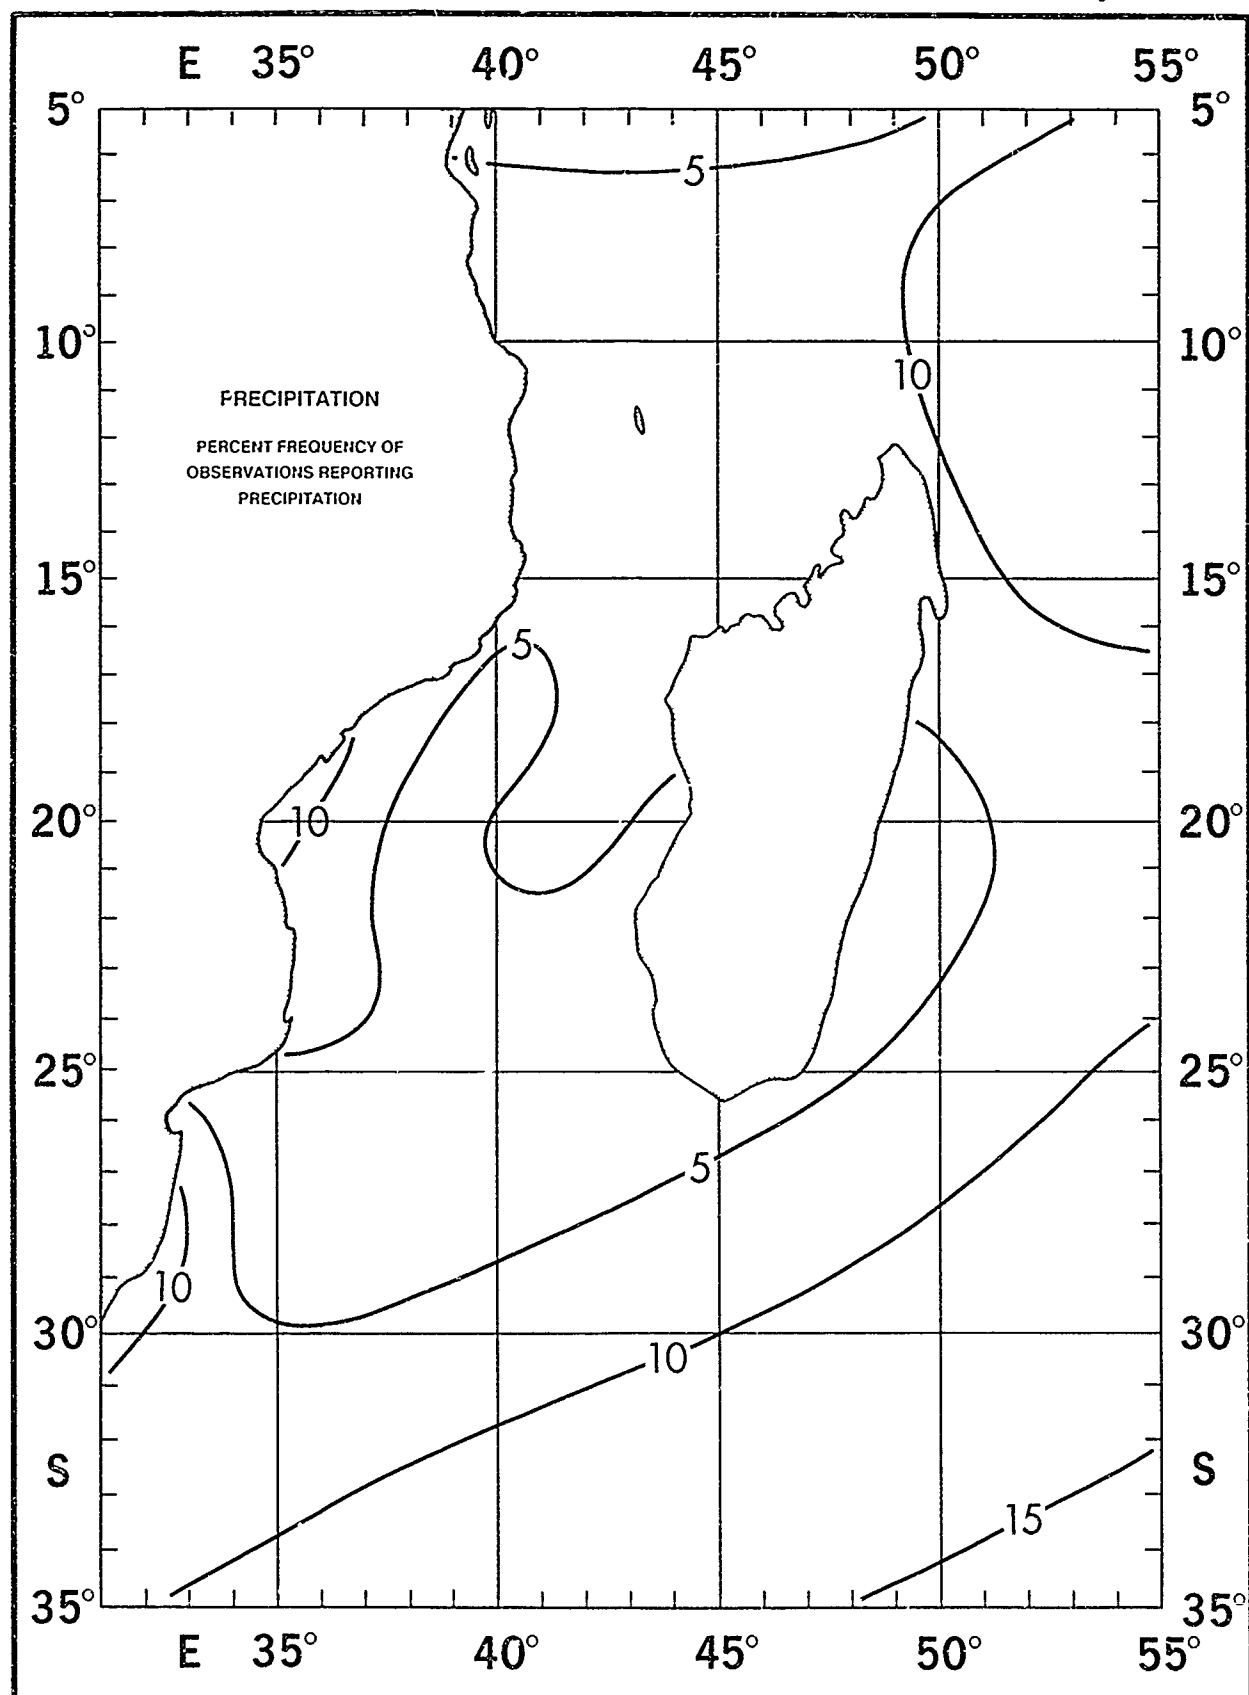 E 35° 40° 45° 50° 55°
5° 5°
5
10° 10°
10
PRECIPITATION
PERCENT FREQUENCY OF
OBSERVATIONS REPORTING
PRECIPITATION
15° 15°
5
20° 10 20°
25° 25°
5
10
30° 30°
10
S S
15
35° 35°
E 35° 40° 45° 50° 55°